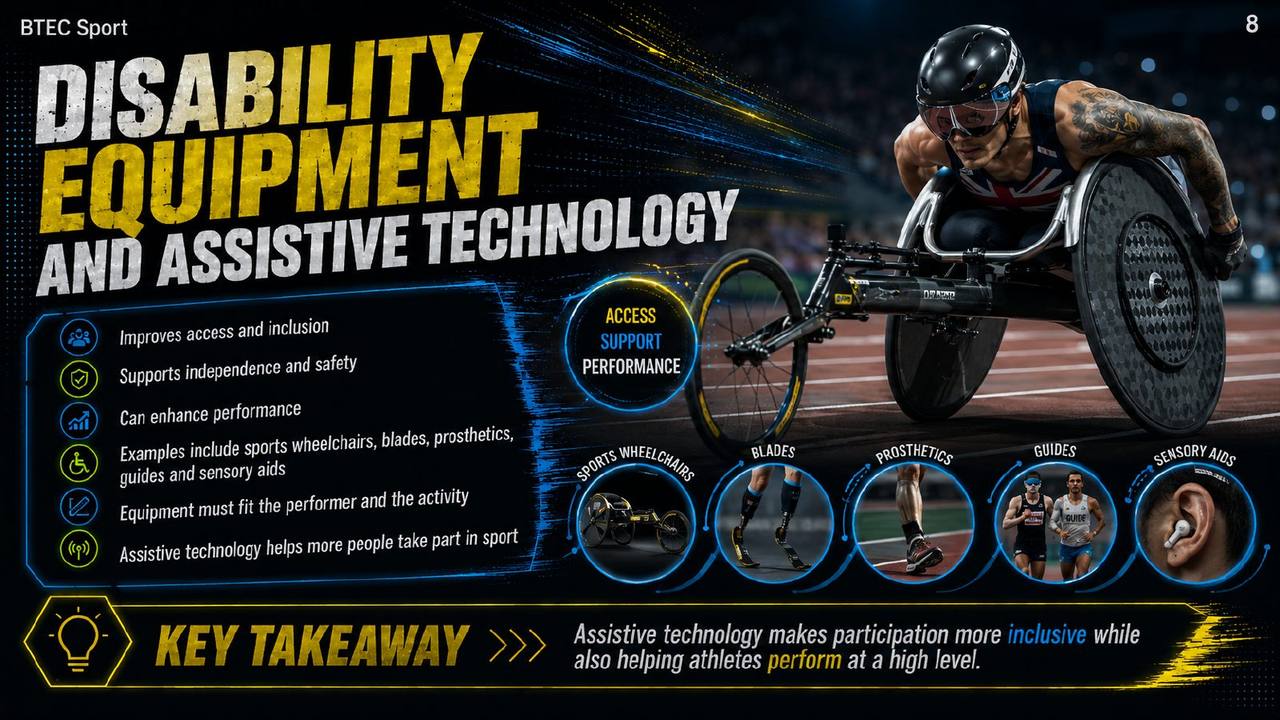 BTEC Sport
8
DISABILITY
EQUIPMENT
AND ASSISTIVE TECHNOLOGY
Improves access and inclusion
Supports independence and safety
Can enhance performance
Examples include sports wheelchairs, blades, prosthetics,
guides and sensory aids
Equipment must fit the performer and the activity
Assistive technology helps more people take part in sport
ACCESS
SUPPORT
PERFORMANCE
SPORTS WHEELCHAIRS
BLADES
PROSTHETICS
GUIDES
SENSORY AIDS
GUIDE
KEY TAKEAWAY
Assistive technology makes participation more inclusive while
also helping athletes perform at a high level.